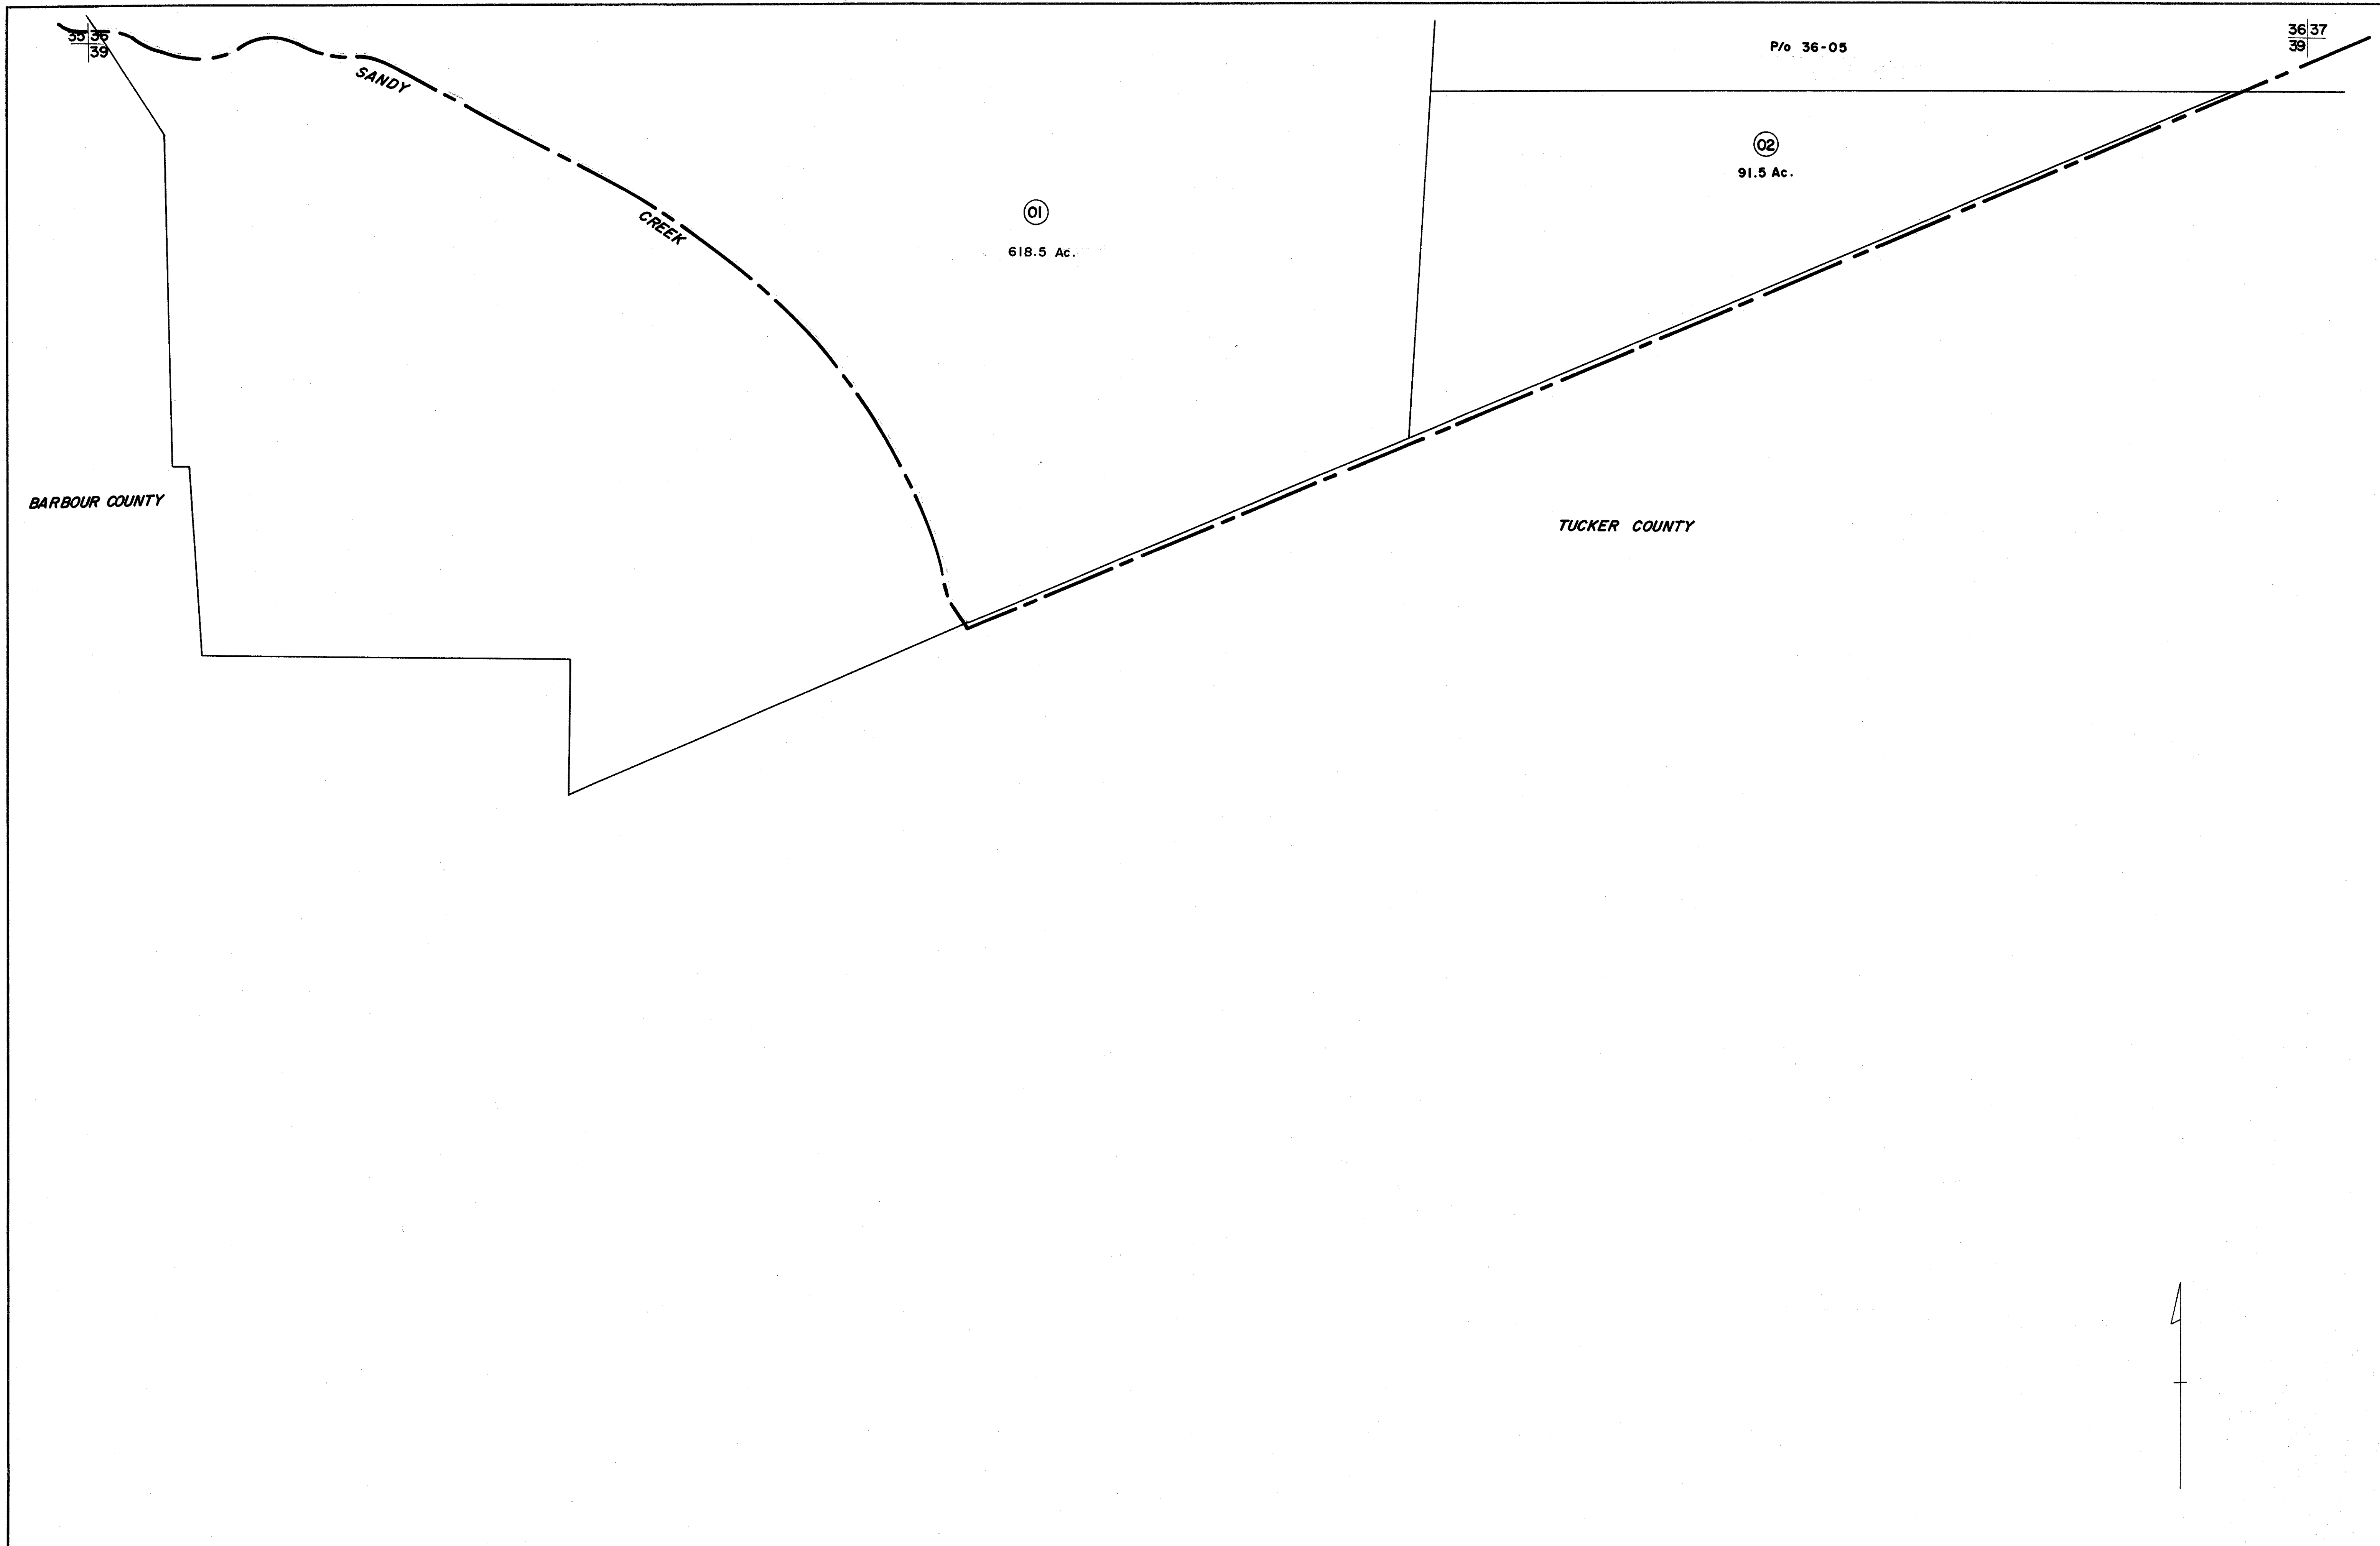 35 36
39
SANDY
CREEK
P/o 36-05
36 37
39
02
91.5 Ac.
01
618.5 Ac.
BARBOUR COUNTY
TUCKER COUNTY